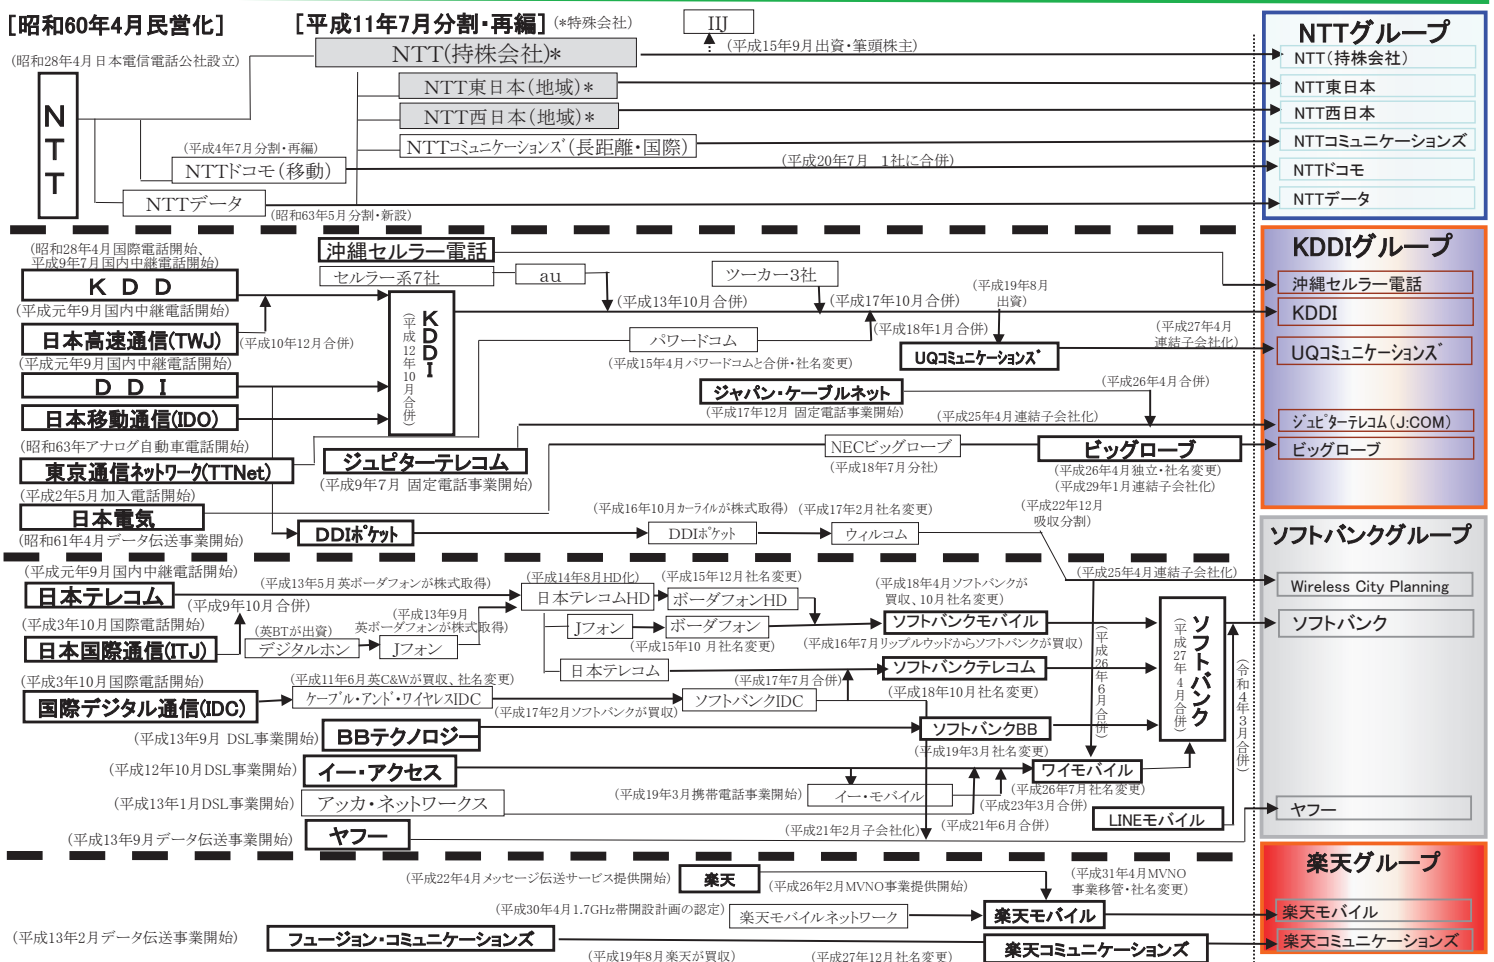 [昭和60年4月民営化]
[平成11年7月分割・再編]
(*特殊会社)
IIJ
(平成15年9月出資・筆頭株主)
(昭和28年4月日本電信電話公社設立)
NTT
NTT(持株会社)*
NTT東日本(地域)*
NTT西日本(地域)*
NTTコミュニケーションズ(長距離・国際)
(平成4年7月分割・再編)
NTTドコモ(移動)
(平成20年7月 1社に合併)
NTTデータ
(昭和63年5月分割・新設)
NTTグループ
NTT(持株会社)
NTT東日本
NTT西日本
NTTコミュニケーションズ
NTTドコモ
NTTデータ
(昭和28年4月国際電話開始、
平成9年7月国内中継電話開始)
KDD
(平成元年9月国内中継電話開始)
日本高速通信(TWJ)
(平成10年12月合併)
(平成元年9月国内中継電話開始)
DDI
日本移動通信(IDO)
(昭和63年アナログ自動車電話開始)
東京通信ネットワーク(TTNet)
(平成2年5月加入電話開始)
日本電気
(昭和61年4月データ伝送事業開始)
沖縄セルラー電話
セルラー系7社
au
ツーカー3社
KDDI
(平成12年10月合併)
(平成13年10月合併)
(平成17年10月合併)
(平成19年8月
出資)
パワードコム
(平成18年1月合併)
(平成15年4月パワードコムと合併・社名変更)
UQコミュニケーションズ
(平成27年4月
連結子会社化)
ジャパン・ケーブルネット
(平成17年12月 固定電話事業開始)
(平成26年4月合併)
(平成25年4月連結子会社化)
ジュピターテレコム
(平成9年7月 固定電話事業開始)
NECビッグローブ
(平成18年7月分社)
ビッグローブ
(平成26年4月独立・社名変更)
(平成29年1月連結子会社化)
DDIポケット
(平成16年10月カーライルが株式取得)
DDIポケット
(平成17年2月社名変更)
ウィルコム
(平成22年12月
吸収分割)
KDDIグループ
沖縄セルラー電話
KDDI
UQコミュニケーションズ
ジュピターテレコム(J:COM)
ビッグローブ
(平成元年9月国内中継電話開始)
日本テレコム
(平成9年10月合併)
(平成3年10月国際電話開始)
日本国際通信(ITJ)
(平成3年10月国際電話開始)
国際デジタル通信(IDC)
(平成13年5月英ボーダフォンが株式取得)
(平成13年9月
英ボーダフォンが株式取得)
(英BTが出資)
デジタルホン
Jフォン
(平成14年8月HD化)
日本テレコムHD
(平成15年12月社名変更)
ボーダフォンHD
Jフォン
ボーダフォン
(平成15年10月社名変更)
日本テレコム
(平成18年4月ソフトバンクが
買収、10月社名変更)
ソフトバンクモバイル
(平成16年7月リップルウッドからソフトバンクが買収)
ソフトバンクテレコム
(平成18年10月社名変更)
(平成17年7月合併)
(平成11年6月英C&Wが買収、社名変更)
ケーブル・アンド・ワイヤレスIDC
(平成17年2月ソフトバンクが買収)
ソフトバンクIDC
(平成13年9月 DSL事業開始)
BBテクノロジー
ソフトバンクBB
(平成19年3月社名変更)
(平成12年10月DSL事業開始)
イー・アクセス
(平成19年3月携帯電話事業開始)
イー・モバイル
ワイモバイル
(平成26年7月社名変更)
(平成23年3月合併)
(平成13年1月DSL事業開始)
アッカ・ネットワークス
(平成21年6月合併)
(平成13年9月データ伝送事業開始)
ヤフー
(平成21年2月子会社化)
LINEモバイル
(平成25年4月連結子会社化)
(平成26年6月合併)
ソフトバンク
(平成27年4月合併)
(令和4年3月合併)
ソフトバンクグループ
Wireless City Planning
ソフトバンク
ヤフー
(平成22年4月メッセージ伝送サービス提供開始)
楽天
(平成26年2月MVNO事業提供開始)
(平成31年4月MVNO
事業移管・社名変更)
(平成30年4月1.7GHz帯開設計画の認定)
楽天モバイルネットワーク
楽天モバイル
(平成13年2月データ伝送事業開始)
フュージョン・コミュニケーションズ
(平成19年8月楽天が買収)
(平成27年12月社名変更)
楽天コミュニケーションズ
楽天グループ
楽天モバイル
楽天コミュニケーションズ